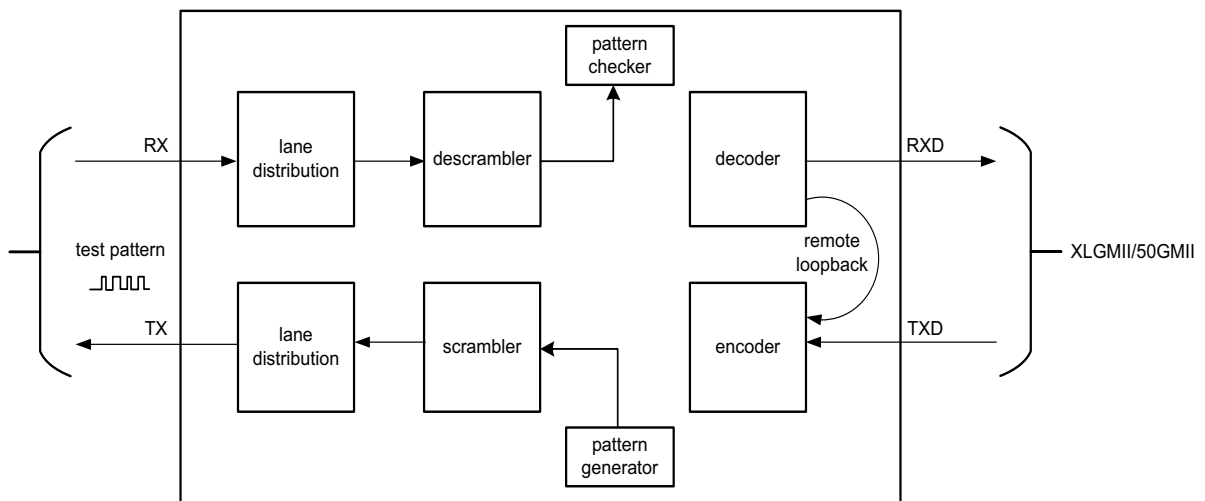 pattern
checker
RX
lane
distribution
descrambler
decoder
RXD
test pattern
remote
loopback
XLGMII/50GMII
TX
lane
distribution
scrambler
encoder
TXD
pattern
generator